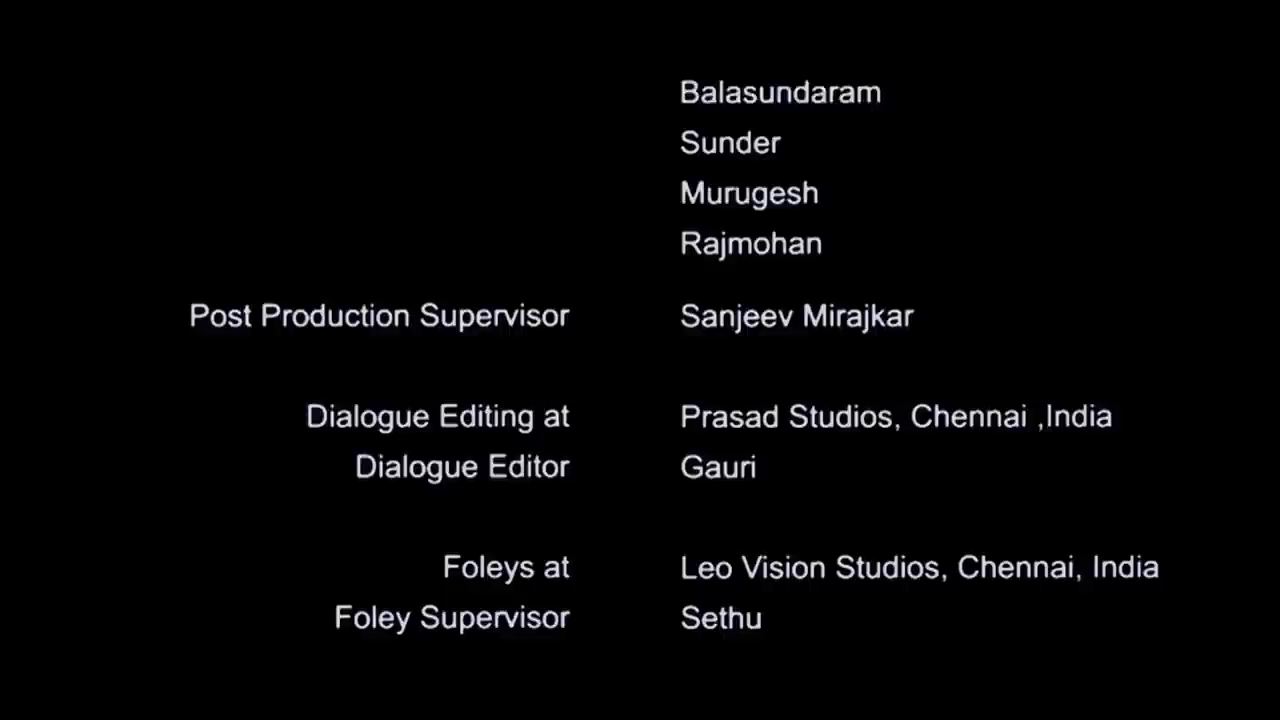 Balasundaram
Sunder
Murugesh
Rajmohan
Post Production Supervisor Sanjeev Mirajkar
Dialogue Editing at Prasad Studios, Chennai ,India
Dialogue Editor Gauri
Foleys at Leo Vision Studios, Chennai, India
Foley Supervisor Sethu